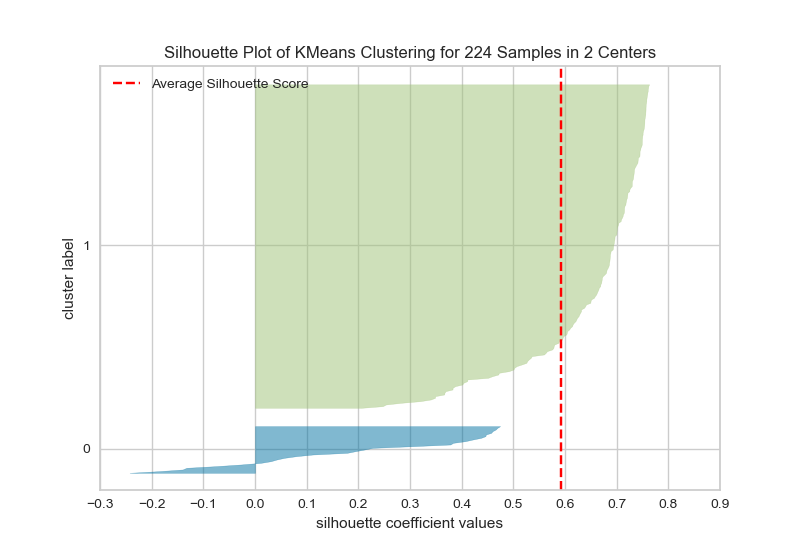 Silhouette Plot of KMeans Clustering for 224 Samples in 2 Centers
Average Silhouette Score
cluster label
1
0
−0.3 −0.2 −0.1 0.0 0.1 0.2 0.3 0.4 0.5 0.6 0.7 0.8 0.9
silhouette coefficient values